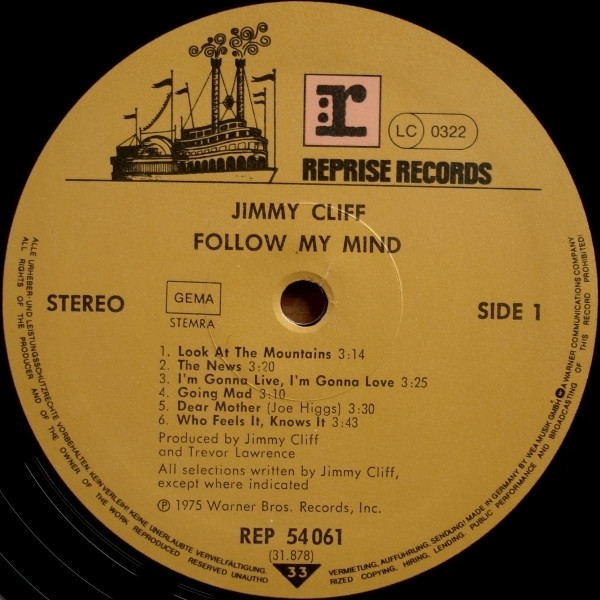 r:
LC 0322
REPRISE RECORDS
JIMMY CLIFF
FOLLOW MY MIND
STEREO
GEMA
STEMRA
SIDE 1
1. Look At The Mountains 3:14
2. The News 3:20
3. I'm Gonna Live, I'm Gonna Love 3:25
4. Going Mad 3:10
5. Dear Mother (Joe Higgs) 3:30
6. Who Feels It, Knows It 3:43
Produced by Jimmy Cliff
and Trevor Lawrence
All selections written by Jimmy Cliff,
except where indicated
Ⓟ 1975 Warner Bros. Records, Inc.
REP 54 061
(31.878)
33
ALLE URHEBER- UND LEISTUNGSSCHUTZRECHTE VORBEHALTEN KEIN VERLEIH! KEINE UNERLAUBTE VERVIELFÄLTIGUNG, VERMIETUNG, AUFFÜHRUNG, SENDUNG! MADE IN GERMANY BY WEA MUSIK GMBH A WARNER COMMUNICATIONS COMPANY
ALL RIGHTS OF THE PRODUCER AND OF THE OWNER OF THE WORK REPRODUCED RESERVED UNAUTHORIZED COPYING, HIRING, LENDING, PUBLIC PERFORMANCE AND BROADCASTING OF THIS RECORD PROHIBITED!